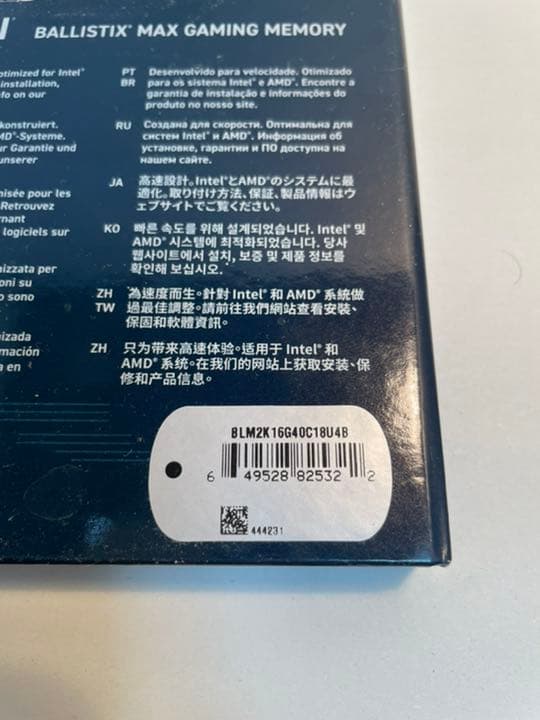 BALLISTIX® MAX GAMING MEMORY
optimized for Intel®
installation,
info on our
konstruiert.
AMD®-Systeme.
ur Garantie und
unserer
misée pour les
Retrouvez
rnant
logiciels sur
mizzata per
ioni su
o sono
mizada
rmación
a en
PT Desenvolvido para velocidade. Otimizado
BR para os sistema Intel® e AMD®. Encontre a
garantia de instalação e informações do
produto no nosso site.
RU Создана для скорости. Оптимальна для
систем Intel® и AMD®. Информация об
установке, гарантии и ПО доступна на
нашем сайте.
JA 高速設計。Intel®とAMD®のシステムに最
適化。取り付け方法、保証、製品情報はウ
ェブサイトでご覧ください。
KO 빠른 속도를 위해 설계되었습니다. Intel® 및
AMD® 시스템에 최적화되었습니다. 당사
웹사이트에서 설치, 보증 및 제품 정보를
확인해 보십시오.
ZH 為速度而生。針對 Intel® 和 AMD® 系統做
TW 過最佳調整。請前往我們網站查看安裝、
保固和軟體資訊。
ZH 只为带来高速体验。适用于 Intel® 和
AMD® 系统。在我们的网站上获取安装、保
修和产品信息。
BLM2K16G40C18U4B
6 49528 82532 2
444231